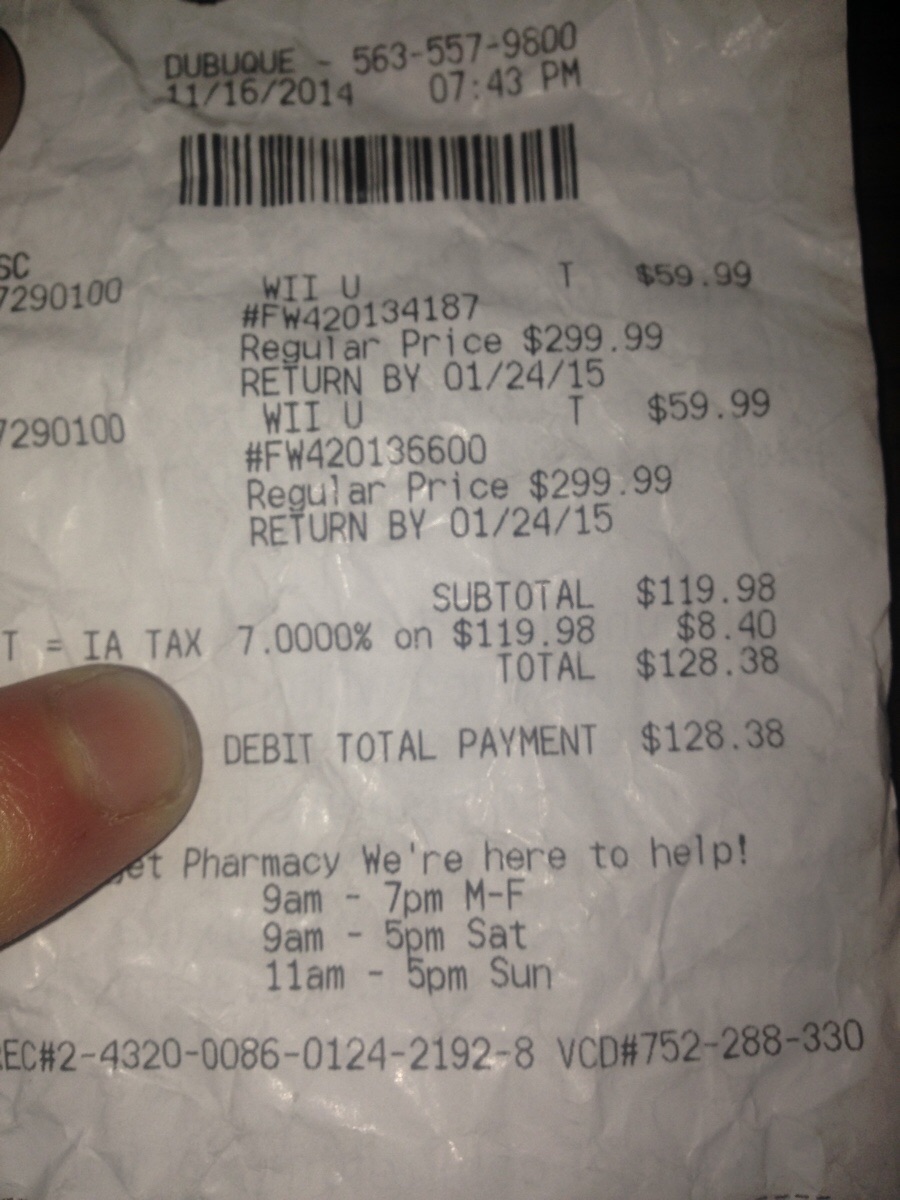 DUBUQUE - 563-557-9800
11/16/2014 07:43 PM
SC
7290100 WII U T $59.99
#FW420134187
Regular Price $299.99
RETURN BY 01/24/15
7290100 WII U T $59.99
#FW420136600
Regular Price $299.99
RETURN BY 01/24/15
SUBTOTAL $119.98
T = IA TAX 7.0000% on $119.98 $8.40
TOTAL $128.38
DEBIT TOTAL PAYMENT $128.38
get Pharmacy We're here to help!
9am - 7pm M-F
9am - 5pm Sat
11am - 5pm Sun
REC#2-4320-0086-0124-2192-8 VCD#752-288-330